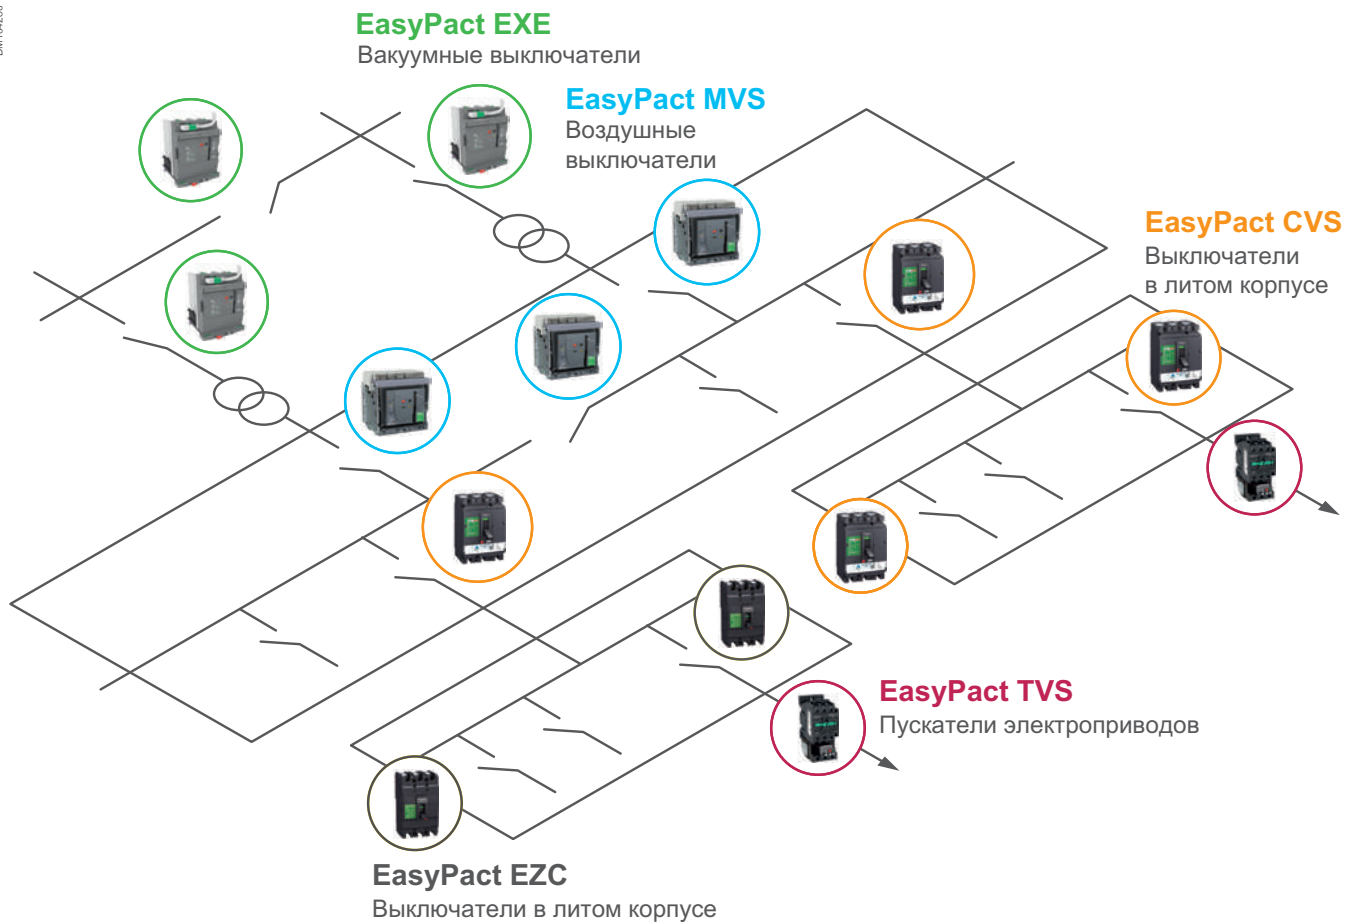 EasyPact EXE
Вакуумные выключатели
EasyPact MVS
Воздушные
выключатели
EasyPact CVS
Выключатели
в литом корпусе
EasyPact TVS
Пускатели электроприводов
EasyPact EZC
Выключатели в литом корпусе